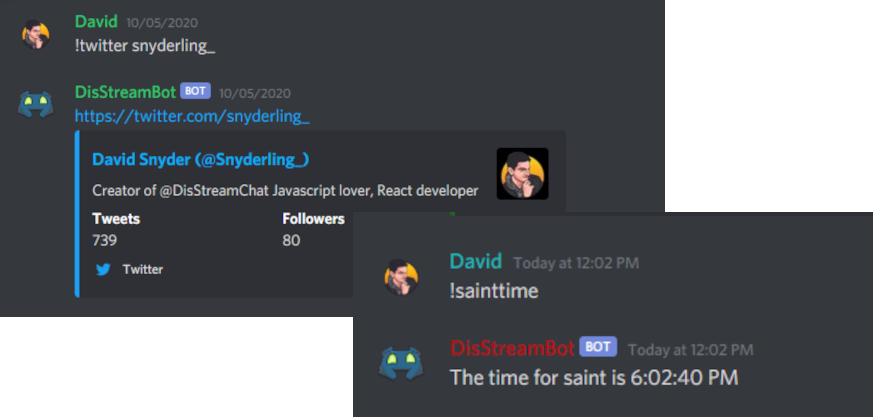 David 10/05/2020
!twitter snyderling_
DisStreamBot BOT 10/05/2020
https://twitter.com/snyderling_
David Snyder (@Snyderling_)
Creator of @DisStreamChat Javascript lover, React developer
Tweets Followers
739 80
Twitter
David Today at 12:02 PM
!sainttime
DisStreamBot BOT Today at 12:02 PM
The time for saint is 6:02:40 PM